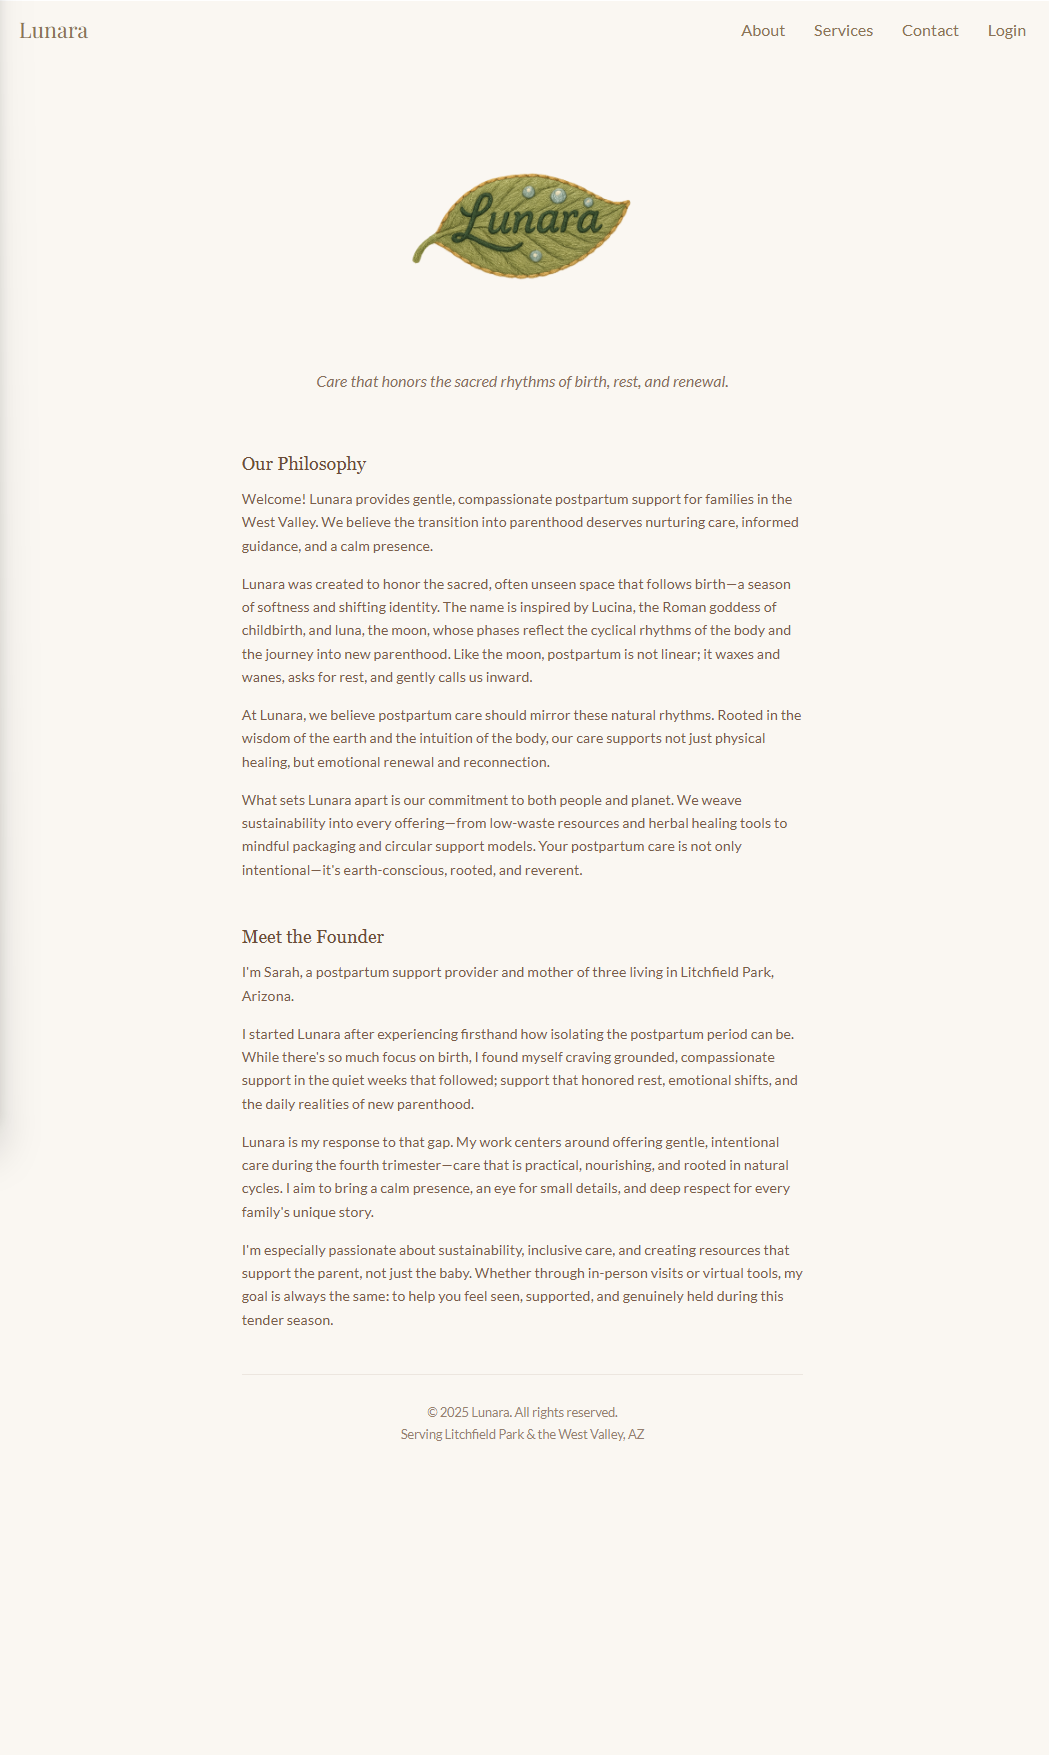 Lunara
About Services Contact Login
Lunara
Care that honors the sacred rhythms of birth, rest, and renewal.
Our Philosophy
Welcome! Lunara provides gentle, compassionate postpartum support for families in the
West Valley. We believe the transition into parenthood deserves nurturing care, informed
guidance, and a calm presence.
Lunara was created to honor the sacred, often unseen space that follows birth—a season
of softness and shifting identity. The name is inspired by Lucina, the Roman goddess of
childbirth, and luna, the moon, whose phases reflect the cyclical rhythms of the body and
the journey into new parenthood. Like the moon, postpartum is not linear; it waxes and
wanes, asks for rest, and gently calls us inward.
At Lunara, we believe postpartum care should mirror these natural rhythms. Rooted in the
wisdom of the earth and the intuition of the body, our care supports not just physical
healing, but emotional renewal and reconnection.
What sets Lunara apart is our commitment to both people and planet. We weave
sustainability into every offering—from low-waste resources and herbal healing tools to
mindful packaging and circular support models. Your postpartum care is not only
intentional—it's earth-conscious, rooted, and reverent.
Meet the Founder
I'm Sarah, a postpartum support provider and mother of three living in Litchfield Park,
Arizona.
I started Lunara after experiencing firsthand how isolating the postpartum period can be.
While there's so much focus on birth, I found myself craving grounded, compassionate
support in the quiet weeks that followed; support that honored rest, emotional shifts, and
the daily realities of new parenthood.
Lunara is my response to that gap. My work centers around offering gentle, intentional
care during the fourth trimester—care that is practical, nourishing, and rooted in natural
cycles. I aim to bring a calm presence, an eye for small details, and deep respect for every
family's unique story.
I'm especially passionate about sustainability, inclusive care, and creating resources that
support the parent, not just the baby. Whether through in-person visits or virtual tools, my
goal is always the same: to help you feel seen, supported, and genuinely held during this
tender season.
© 2025 Lunara. All rights reserved.
Serving Litchfield Park & the West Valley, AZ